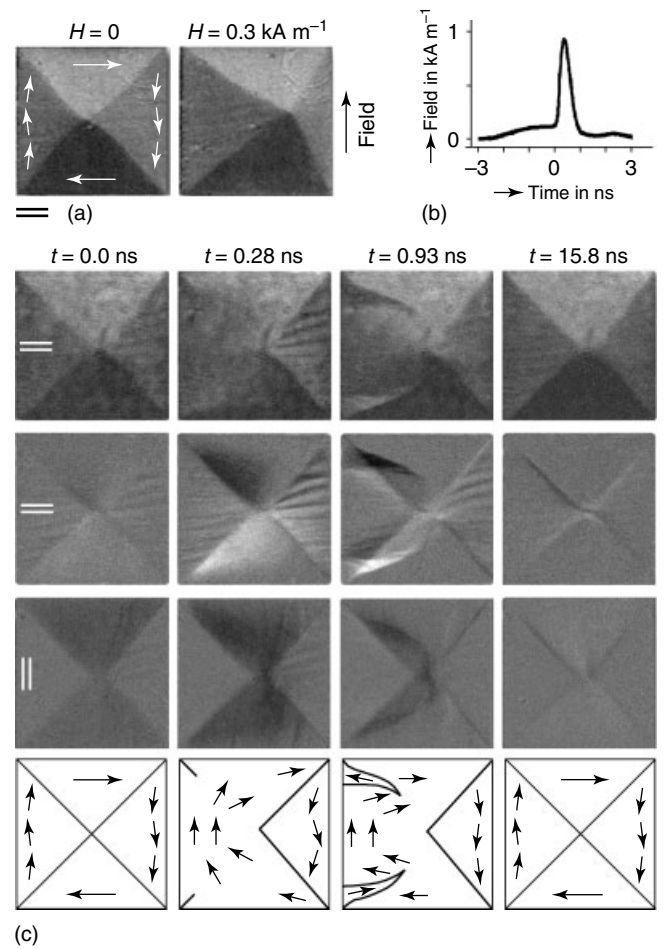 H = 0
H = 0.3 kA m⁻¹
Field
(a)
Field in kA m⁻¹
1
0
−3
0
3
Time in ns
(b)
t = 0.0 ns
t = 0.28 ns
t = 0.93 ns
t = 15.8 ns
(c)